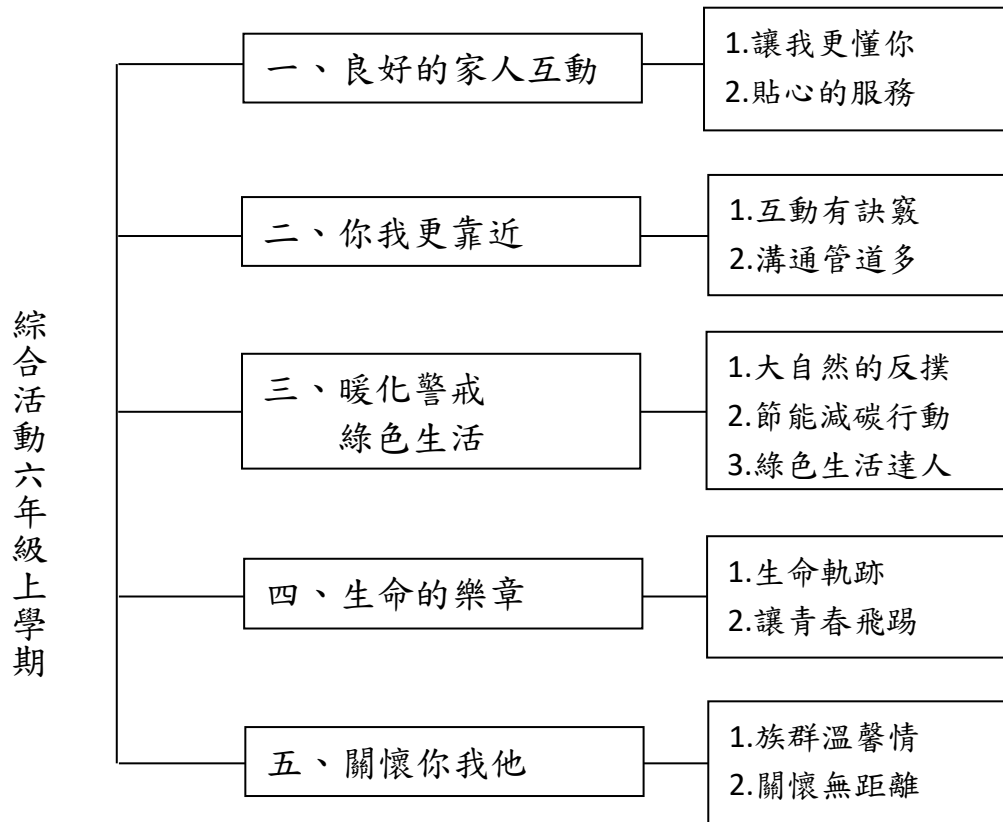 綜合活動六年級上學期
一、良好的家人互動
1.讓我更懂你
2.貼心的服務
二、你我更靠近
1.互動有訣竅
2.溝通管道多
三、暖化警戒
綠色生活
1.大自然的反撲
2.節能減碳行動
3.綠色生活達人
四、生命的樂章
1.生命軌跡
2.讓青春飛踢
五、關懷你我他
1.族群溫馨情
2.關懷無距離